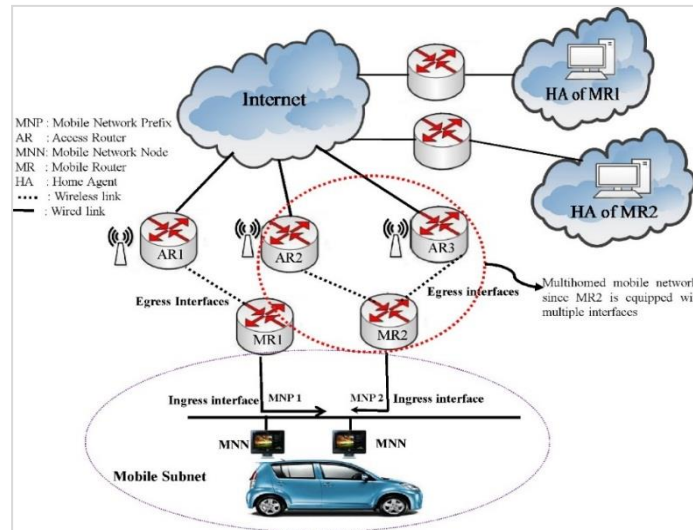 Internet
HA of MR1
HA of MR2
MNP : Mobile Network Prefix
AR : Access Router
MNN: Mobile Network Node
MR : Mobile Router
HA : Home Agent
: Wireless link
: Wired link
AR1
AR2
AR3
Egress Interfaces
Egress interfaces
MR1
MR2
Multihomed mobile network
since MR2 is equipped wi
multiple interfaces
Ingress interface
MNP 1
MNP 2
Ingress interface
MNN
MNN
Mobile Subnet